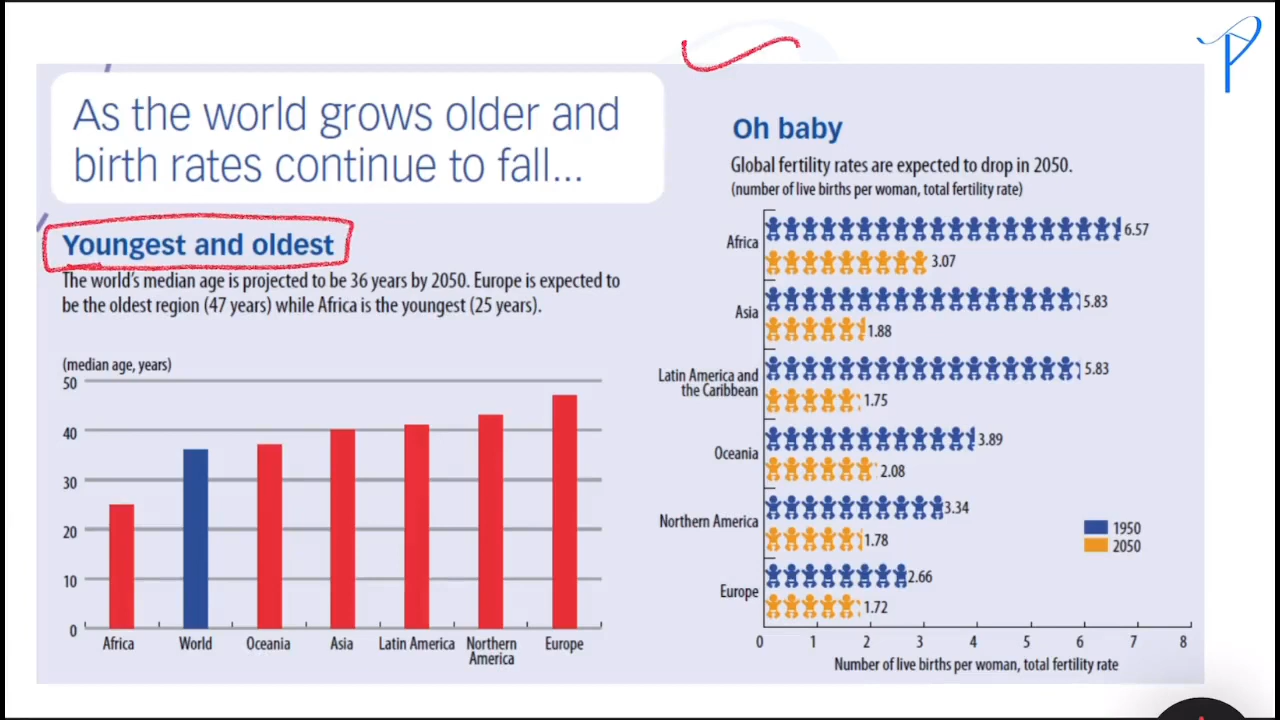 As the world grows older and
birth rates continue to fall...
Youngest and oldest
The world's median age is projected to be 36 years by 2050. Europe is expected to
be the oldest region (47 years) while Africa is the youngest (25 years).
(median age, years)
50
40
30
20
10
0
Africa
World
Oceania
Asia
Latin America
Northern
America
Europe
Oh baby
Global fertility rates are expected to drop in 2050.
(number of live births per woman, total fertility rate)
Africa
6.57
3.07
Asia
5.83
1.88
Latin America and
the Caribbean
5.83
1.75
Oceania
3.89
2.08
Northern America
3.34
1.78
Europe
2.66
1.72
1950
2050
0 1 2 3 4 5 6 7 8
Number of live births per woman, total fertility rate
P